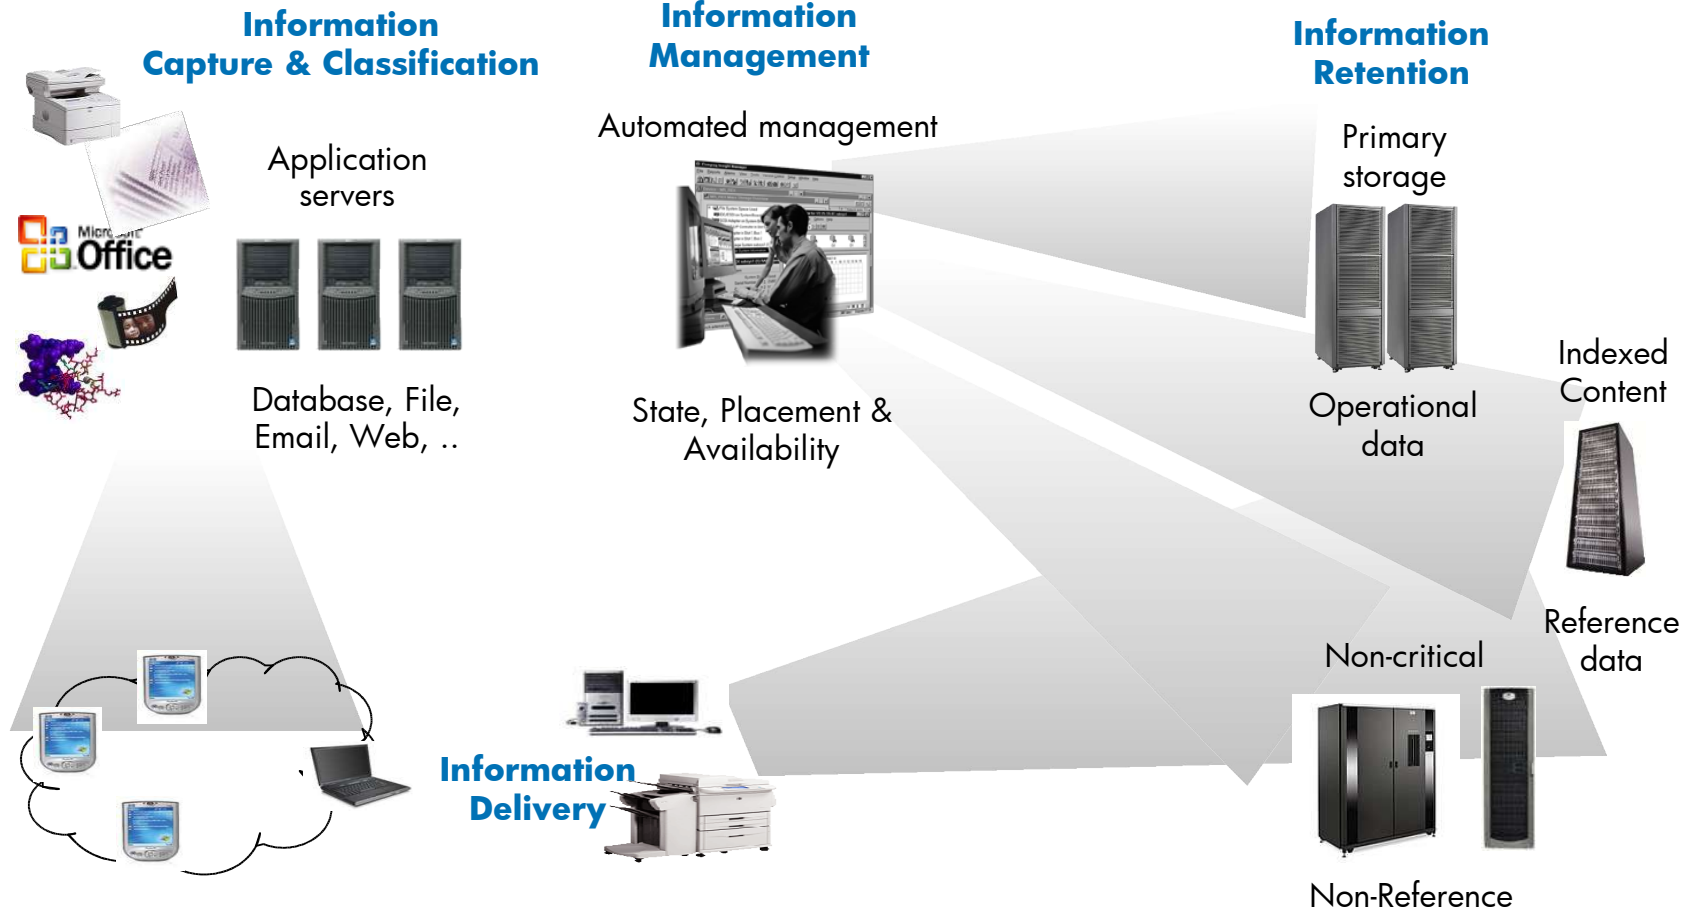 Information
Capture & Classification
Information
Management
Information
Retention
Automated management
Primary
storage
Application
servers
Microsoft
Office
Indexed
Content
Database, File,
Email, Web, ..
State, Placement &
Availability
Operational
data
Reference
data
Non-critical
Information
Delivery
Non-Reference